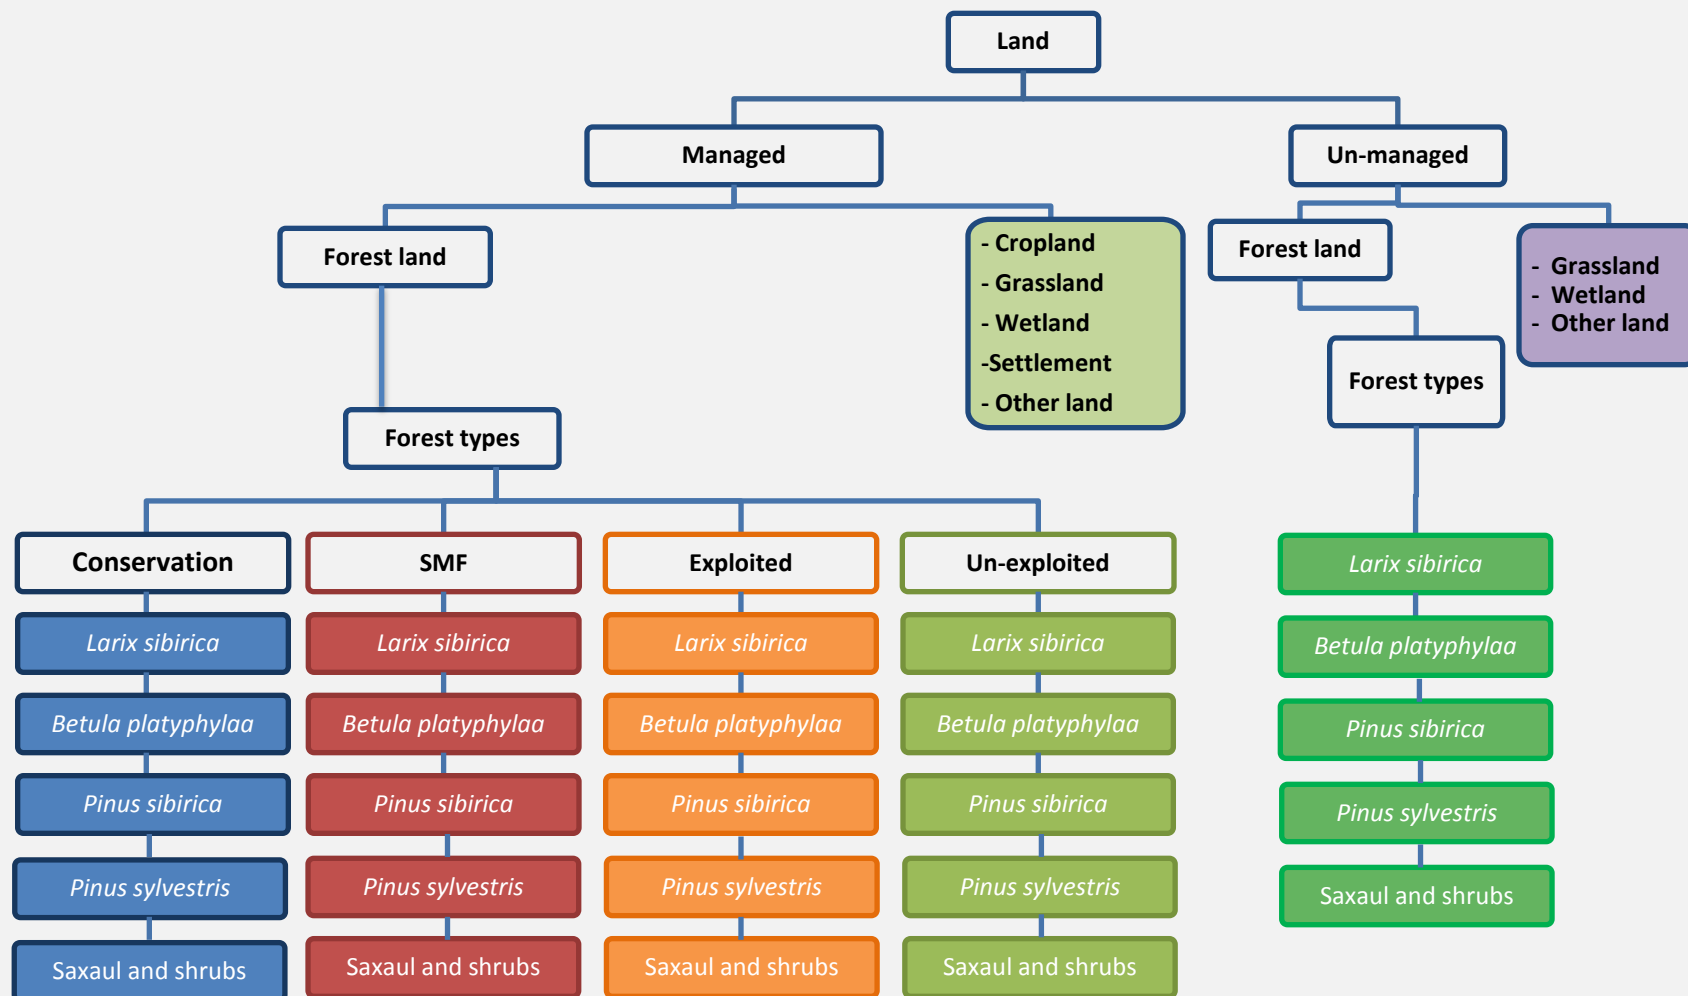 Land
Managed
Un-managed
Forest land
- Cropland
- Grassland
- Wetland
-Settlement
- Other land
Forest land
- Grassland
- Wetland
- Other land
Forest types
Forest types
Conservation
SMF
Exploited
Un-exploited
Larix sibirica
Larix sibirica
Larix sibirica
Larix sibirica
Larix sibirica
Betula platyphylaa
Betula platyphylaa
Betula platyphylaa
Betula platyphylaa
Betula platyphylaa
Pinus sibirica
Pinus sibirica
Pinus sibirica
Pinus sibirica
Pinus sibirica
Pinus sylvestris
Pinus sylvestris
Pinus sylvestris
Pinus sylvestris
Pinus sylvestris
Saxaul and shrubs
Saxaul and shrubs
Saxaul and shrubs
Saxaul and shrubs
Saxaul and shrubs